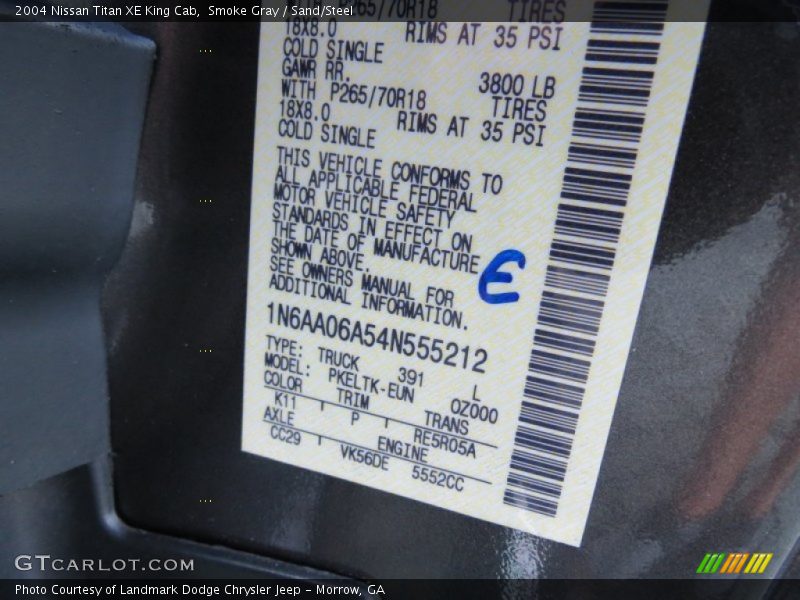 2004 Nissan Titan XE King Cab, Smoke Gray / Sand/Steel
265/70R18 TIRES
18X8.0 RIMS AT 35 PSI
COLD SINGLE
GAWR RR. 3800 LB
WITH P265/70R18 TIRES
18X8.0 RIMS AT 35 PSI
COLD SINGLE
THIS VEHICLE CONFORMS TO
ALL APPLICABLE FEDERAL
MOTOR VEHICLE SAFETY
STANDARDS IN EFFECT ON
THE DATE OF MANUFACTURE
SHOWN ABOVE.
SEE OWNERS MANUAL FOR
ADDITIONAL INFORMATION.
1N6AA06A54N555212
TYPE: TRUCK 391 L
MODEL: PKELTK-EUN 0Z000
COLOR TRIM TRANS
K11 P RE5R05A
AXLE ENGINE
CC29 VK56DE 5552CC
GTCARLOT.COM
Photo Courtesy of Landmark Dodge Chrysler Jeep - Morrow, GA